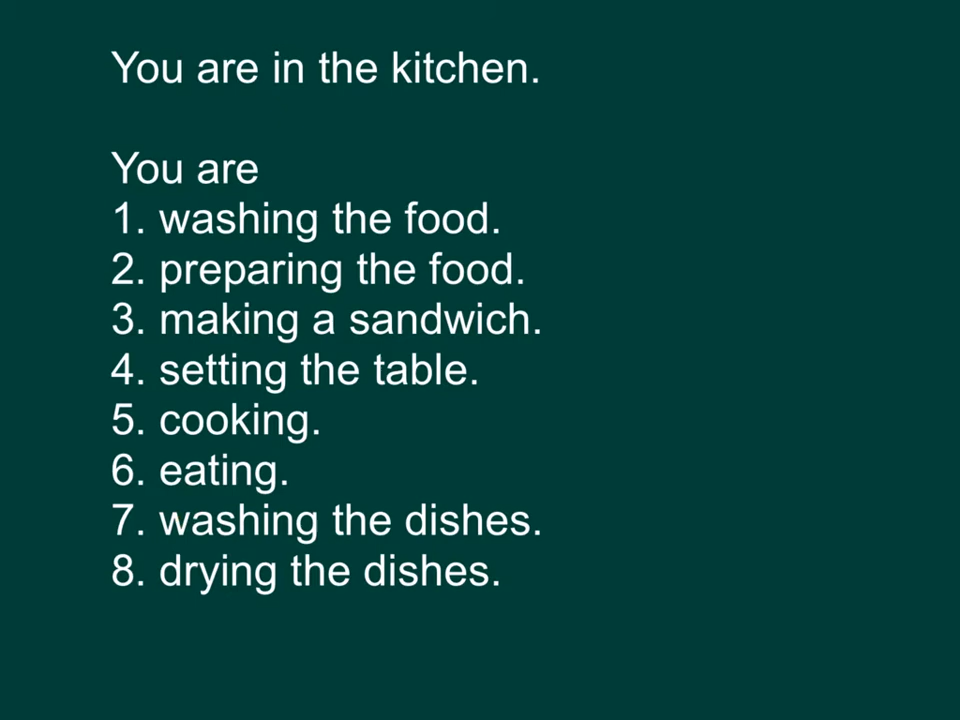 You are in the kitchen.
You are
1. washing the food.
2. preparing the food.
3. making a sandwich.
4. setting the table.
5. cooking.
6. eating.
7. washing the dishes.
8. drying the dishes.